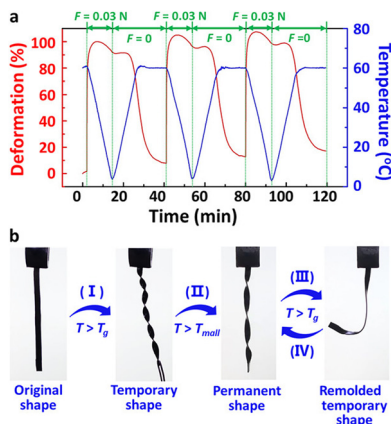 a
F = 0.03 N F = 0.03 N F = 0.03 N
F = 0 F = 0 F = 0
Deformation (%)
100
80
60
40
20
0
80
60
40
20
0
Temperature (°C)
0 20 40 60 80 100 120
Time (min)
b
(Ⅰ) (Ⅱ) (Ⅲ)
T > Tg T > Tmall T > Tg
(Ⅳ)
Original Temporary Permanent Remolded
shape shape shape temporary
shape